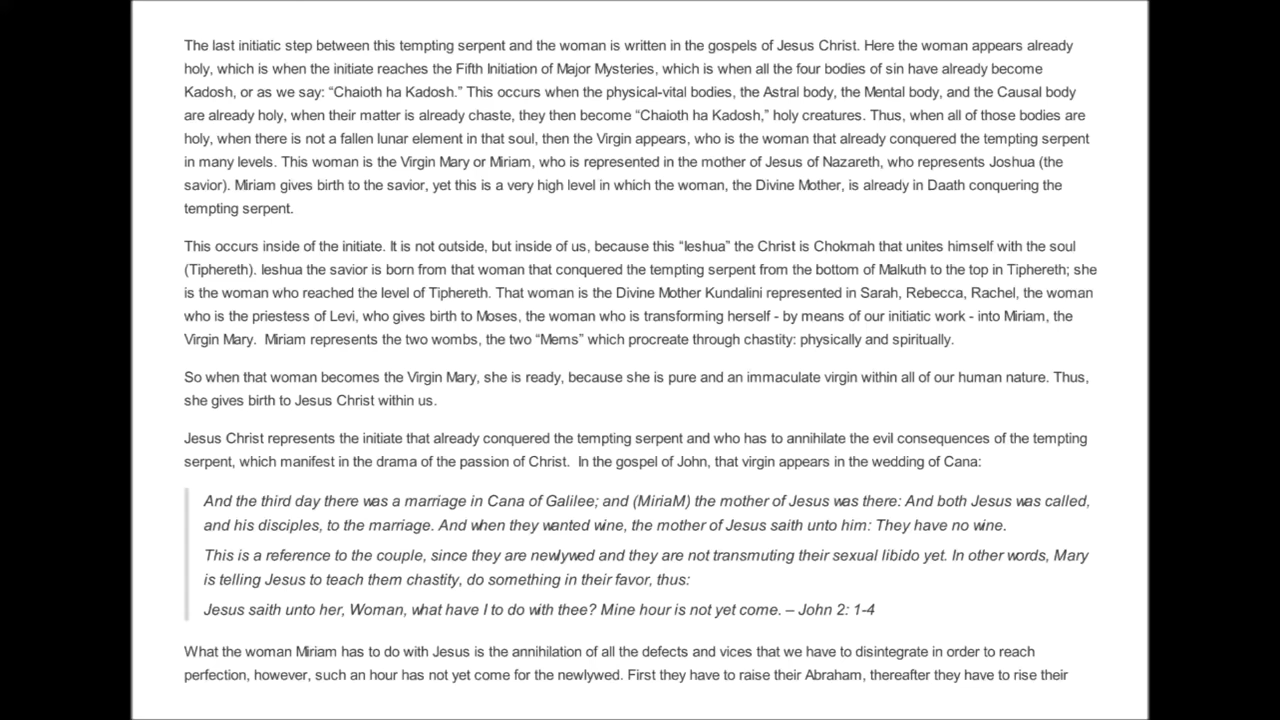 The last initiatic step between this tempting serpent and the woman is written in the gospels of Jesus Christ. Here the woman appears already
holy, which is when the initiate reaches the Fifth Initiation of Major Mysteries, which is when all the four bodies of sin have already become
Kadosh, or as we say: “Chaioth ha Kadosh.” This occurs when the physical-vital bodies, the Astral body, the Mental body, and the Causal body
are already holy, when their matter is already chaste, they then become “Chaioth ha Kadosh,” holy creatures. Thus, when all of those bodies are
holy, when there is not a fallen lunar element in that soul, then the Virgin appears, who is the woman that already conquered the tempting serpent
in many levels. This woman is the Virgin Mary or Miriam, who is represented in the mother of Jesus of Nazareth, who represents Joshua (the
savior). Miriam gives birth to the savior, yet this is a very high level in which the woman, the Divine Mother, is already in Daath conquering the
tempting serpent.
This occurs inside of the initiate. It is not outside, but inside of us, because this “Ieshua” the Christ is Chokmah that unites himself with the soul
(Tiphereth). Ieshua the savior is born from that woman that conquered the tempting serpent from the bottom of Malkuth to the top in Tiphereth; she
is the woman who reached the level of Tiphereth. That woman is the Divine Mother Kundalini represented in Sarah, Rebecca, Rachel, the woman
who is the priestess of Levi, who gives birth to Moses, the woman who is transforming herself - by means of our initiatic work - into Miriam, the
Virgin Mary.  Miriam represents the two wombs, the two “Mems” which procreate through chastity: physically and spiritually.
So when that woman becomes the Virgin Mary, she is ready, because she is pure and an immaculate virgin within all of our human nature. Thus,
she gives birth to Jesus Christ within us.
Jesus Christ represents the initiate that already conquered the tempting serpent and who has to annihilate the evil consequences of the tempting
serpent, which manifest in the drama of the passion of Christ.  In the gospel of John, that virgin appears in the wedding of Cana:
And the third day there was a marriage in Cana of Galilee; and (MiriaM) the mother of Jesus was there: And both Jesus was called,
and his disciples, to the marriage. And when they wanted wine, the mother of Jesus saith unto him: They have no wine.
This is a reference to the couple, since they are newlywed and they are not transmuting their sexual libido yet. In other words, Mary
is telling Jesus to teach them chastity, do something in their favor, thus:
Jesus saith unto her, Woman, what have I to do with thee? Mine hour is not yet come. – John 2: 1-4
What the woman Miriam has to do with Jesus is the annihilation of all the defects and vices that we have to disintegrate in order to reach
perfection, however, such an hour has not yet come for the newlywed. First they have to raise their Abraham, thereafter they have to rise their